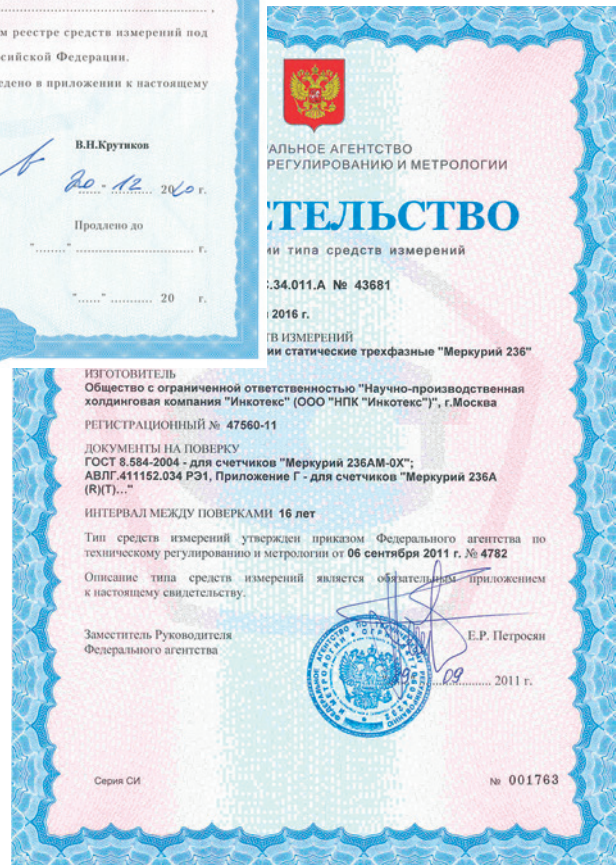 м реестре средств измерений под
сийской Федерации.
едено в приложении к настоящему
В.Н.Крутиков
20 - 12 2010 г.
Продлено до
"........" ........................... г.
"......" ........... 20 г.
АЛЬНОЕ АГЕНТСТВО
РЕГУЛИРОВАНИЮ И МЕТРОЛОГИИ
ТЕЛЬСТВО
ии типа средств измерений
.34.011.А № 43681
2016 г.
ТВ ИЗМЕРЕНИЙ
ии статические трехфазные "Меркурий 236"
ИЗГОТОВИТЕЛЬ
Общество с ограниченной ответственностью "Научно-производственная
холдинговая компания "Инкотекс" (ООО "НПК "Инкотекс")", г.Москва
РЕГИСТРАЦИОННЫЙ № 47560-11
ДОКУМЕНТЫ НА ПОВЕРКУ
ГОСТ 8.584-2004 - для счетчиков "Меркурий 236АМ-0Х";
АВЛГ.411152.034 РЭ1, Приложение Г - для счетчиков "Меркурий 236А
(R)(T)..."
ИНТЕРВАЛ МЕЖДУ ПОВЕРКАМИ 16 лет
Тип средств измерений утвержден приказом Федерального агентства по
техническому регулированию и метрологии от 06 сентября 2011 г. № 4782
Описание типа средств измерений является обязательным приложением
к настоящему свидетельству.
Заместитель Руководителя
Федерального агентства
Е.Р. Петросян
09 2011 г.
Серия СИ
№ 001763